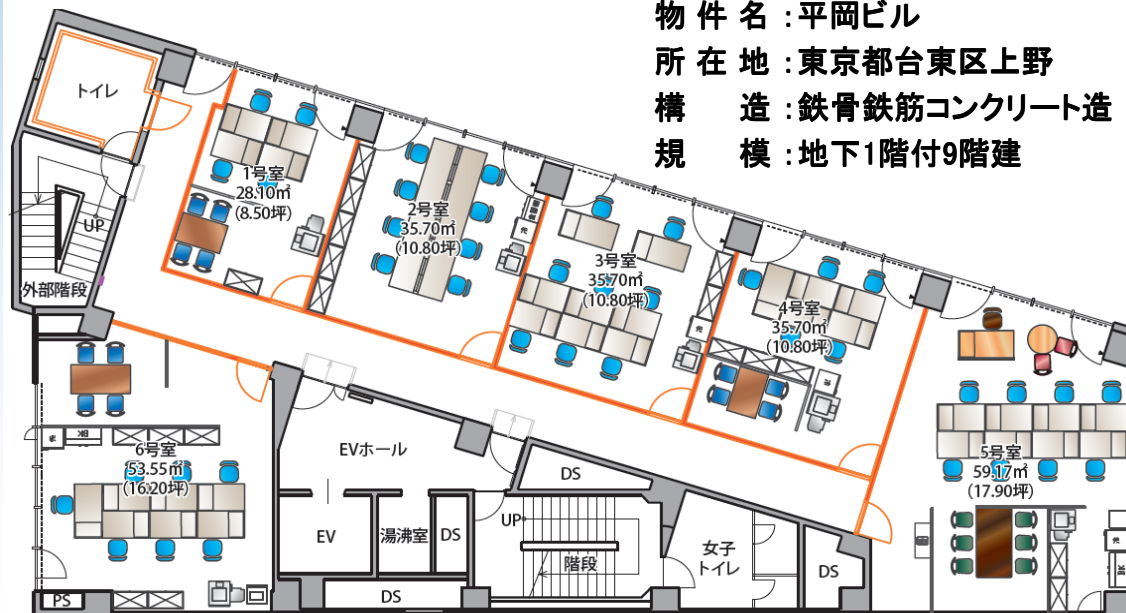 物件名：平岡ビル
所在地：東京都台東区上野
構　　造：鉄骨鉄筋コンクリート造
規　　模：地下1階付9階建
トイレ
1号室
28.10㎡
(8.50坪)
2号室
35.70㎡
(10.80坪)
3号室
35.70㎡
(10.80坪)
4号室
35.70㎡
(10.80坪)
UP
外部階段
6号室
53.55㎡
(16.20坪)
EVホール
DS
5号室
59.17㎡
(17.90坪)
EV
湯沸室
DS
UP
階段
女子
トイレ
DS
PS
DS